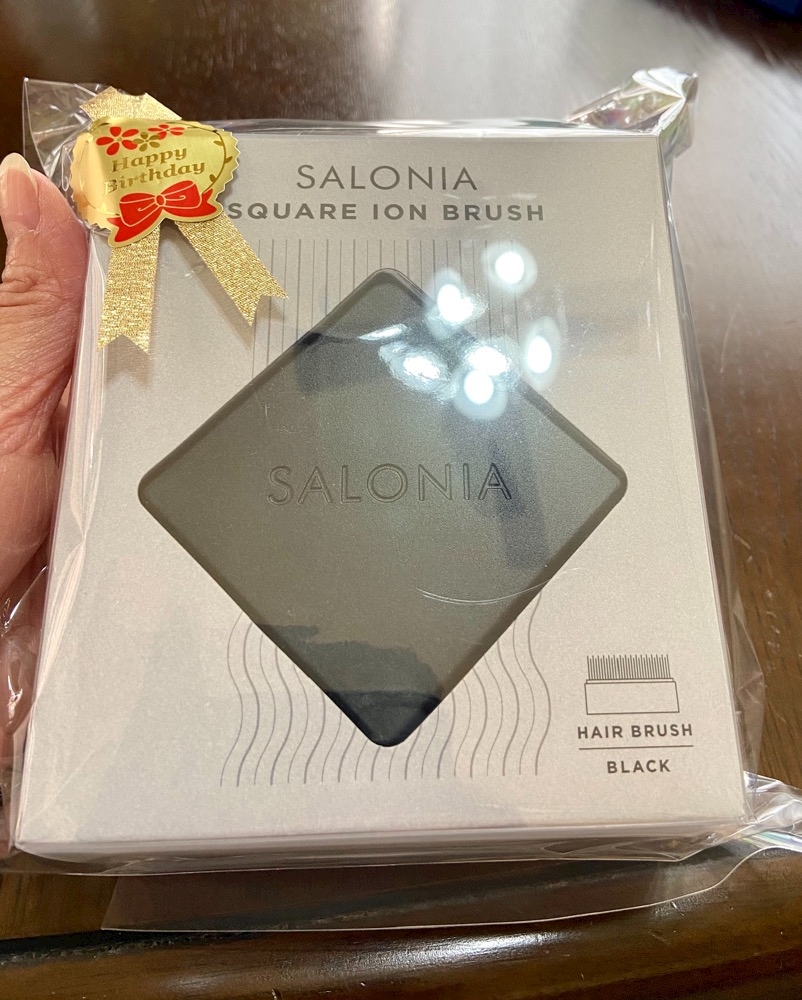 Happy
Birthday
SALONIA
SQUARE ION BRUSH
SALONIA
HAIR BRUSH
BLACK